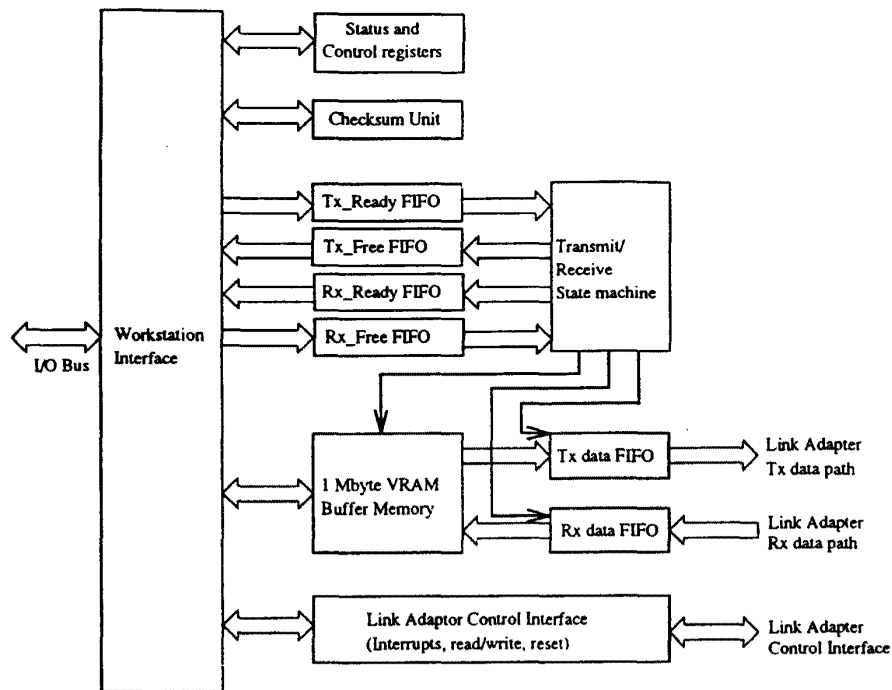 Status and
Control registers
Checksum Unit
Tx_Ready FIFO
Tx_Free FIFO
Rx_Ready FIFO
Rx_Free FIFO
Transmit/
Receive
State machine
I/O Bus
Workstation
Interface
1 Mbyte VRAM
Buffer Memory
Tx data FIFO
Link Adapter
Tx data path
Rx data FIFO
Link Adapter
Rx data path
Link Adaptor Control Interface
(Interrupts, read/write, reset)
Link Adapter
Control Interface